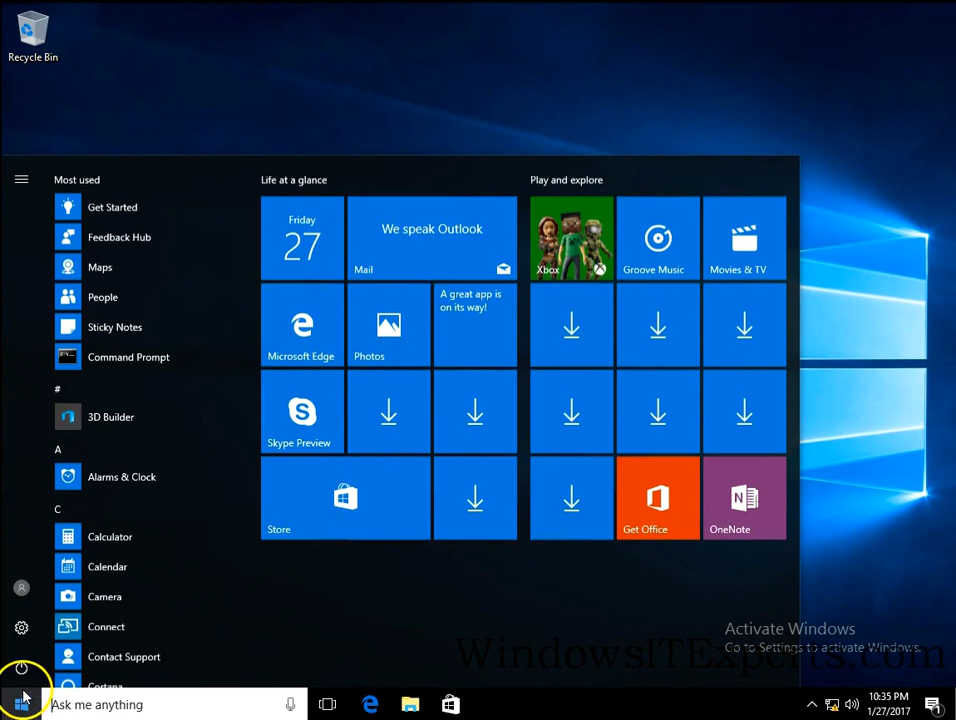 Recycle Bin
Most used
Get Started
Feedback Hub
Maps
People
Sticky Notes
Command Prompt
#
3D Builder
A
Alarms & Clock
C
Calculator
Calendar
Camera
Connect
Contact Support
Cortana
Life at a glance
Friday
27
We speak Outlook
Mail
Microsoft Edge
Photos
A great app is
on its way!
Skype Preview
Store
Play and explore
Xbox
Groove Music
Movies & TV
Get Office
OneNote
N
Activate Windows
Go to Settings to activate Windows.
WindowsITExperts.com
Ask me anything
10:35 PM
1/27/2017
1